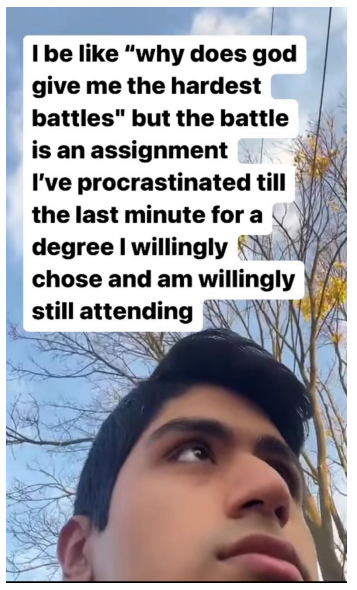 I be like “why does god
give me the hardest
battles" but the battle
is an assignment
I’ve procrastinated till
the last minute for a
degree I willingly
chose and am willingly
still attending